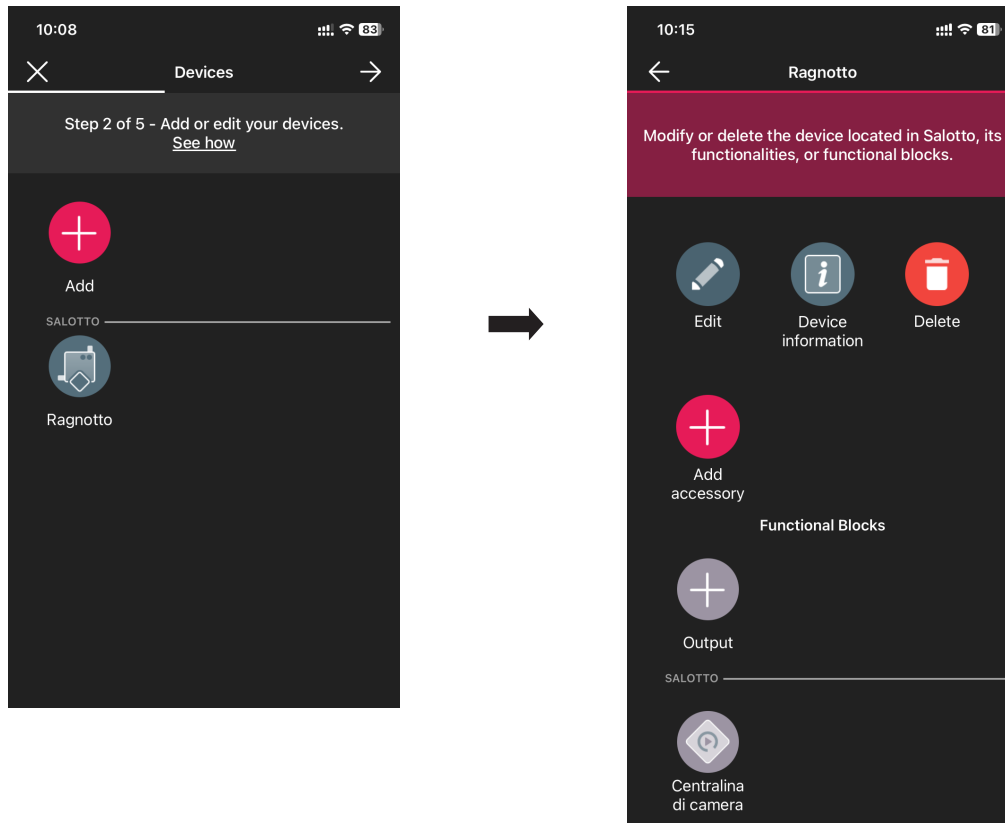 10:08
83
Devices
Step 2 of 5 - Add or edit your devices.
See how
Add
SALOTTO
Ragnotto
10:15
81
Ragnotto
Modify or delete the device located in Salotto, its
functionalities, or functional blocks.
Edit
Device
information
Delete
Add
accessory
Functional Blocks
Output
SALOTTO
Centralina
di camera